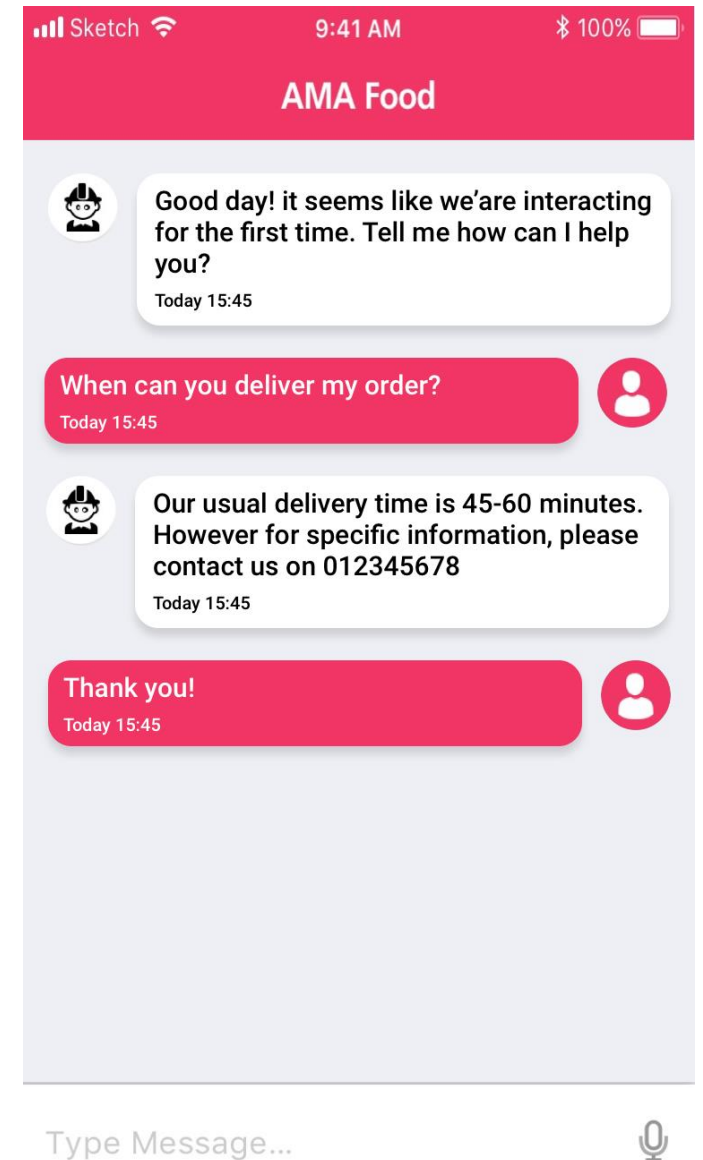 Sketch 9:41 AM 100%
AMA Food
Good day! it seems like we’are interacting
for the first time. Tell me how can I help
you?
Today 15:45
When can you deliver my order?
Today 15:45
Our usual delivery time is 45-60 minutes.
However for specific information, please
contact us on 012345678
Today 15:45
Thank you!
Today 15:45
Type Message...